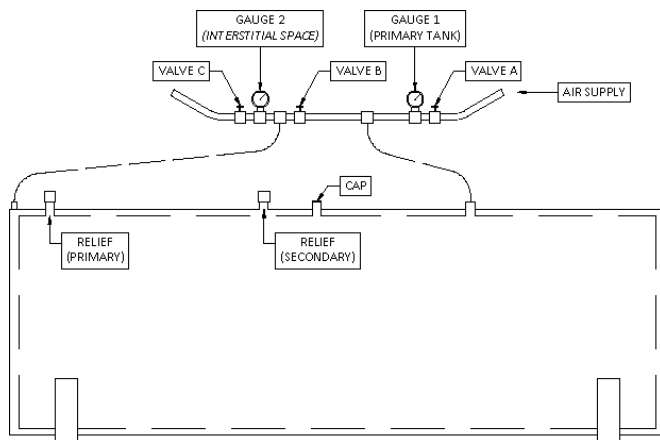 GAUGE 2
(INTERSTITIAL SPACE)
GAUGE 1
(PRIMARY TANK)
VALVE C
VALVE B
VALVE A
AIR SUPPLY
CAP
RELIEF
(PRIMARY)
RELIEF
(SECONDARY)